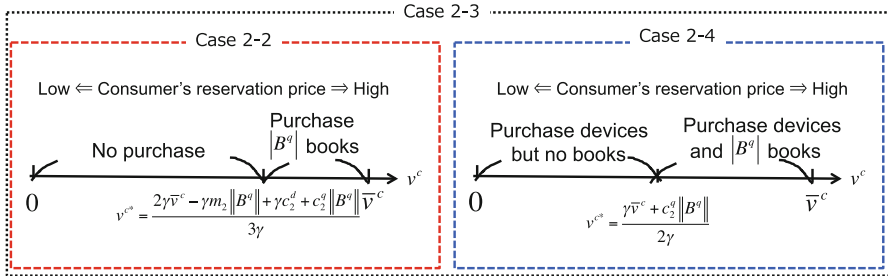 Case 2-3
Case 2-2
Low ⇐ Consumer's reservation price ⇒ High
Purchase
|B^q|
books
No purchase
v^c
0
v̄^c
v^{c*} = \frac{2γv̄^c − γm_2‖B^q‖ + γc_2^d + c_2^q‖B^q‖}{3γ}
Case 2-4
Low ⇐ Consumer's reservation price ⇒ High
Purchase devices
but no books
Purchase devices
and |B^q| books
v^c
0
v̄^c
v^{c*} = \frac{γv̄^c + c_2^q‖B^q‖}{2γ}